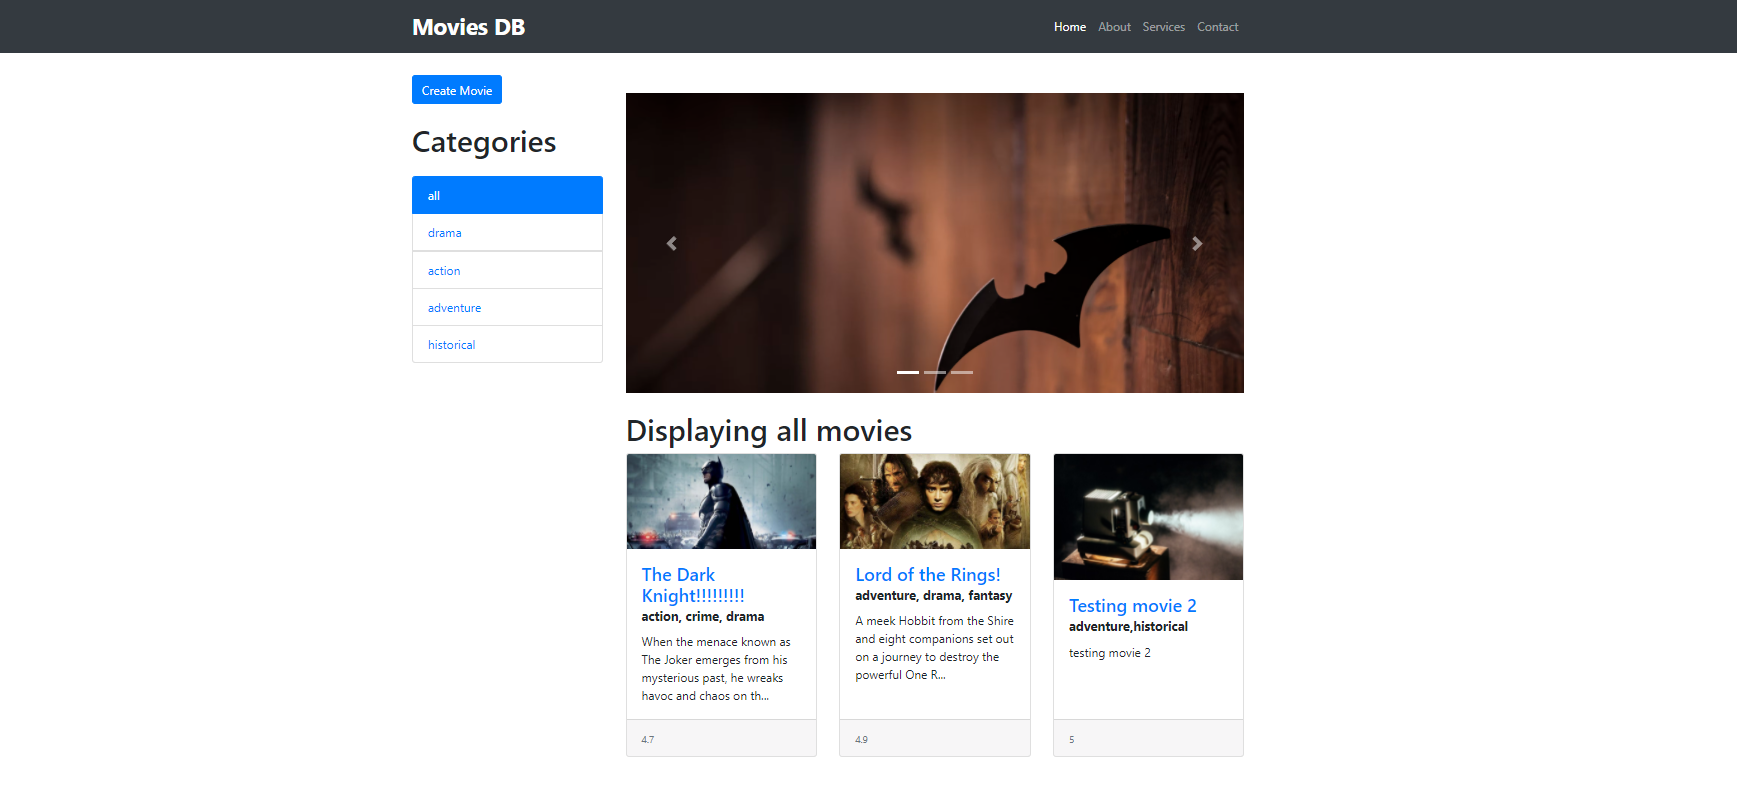 Movies DB
Home About Services Contact
Create Movie
Categories
all
drama
action
adventure
historical
Displaying all movies
The Dark
Knight!!!!!!!!!
action, crime, drama
When the menace known as
The Joker emerges from his
mysterious past, he wreaks
havoc and chaos on th...
4.7
Lord of the Rings!
adventure, drama, fantasy
A meek Hobbit from the Shire
and eight companions set out
on a journey to destroy the
powerful One R...
4.9
Testing movie 2
adventure,historical
testing movie 2
5